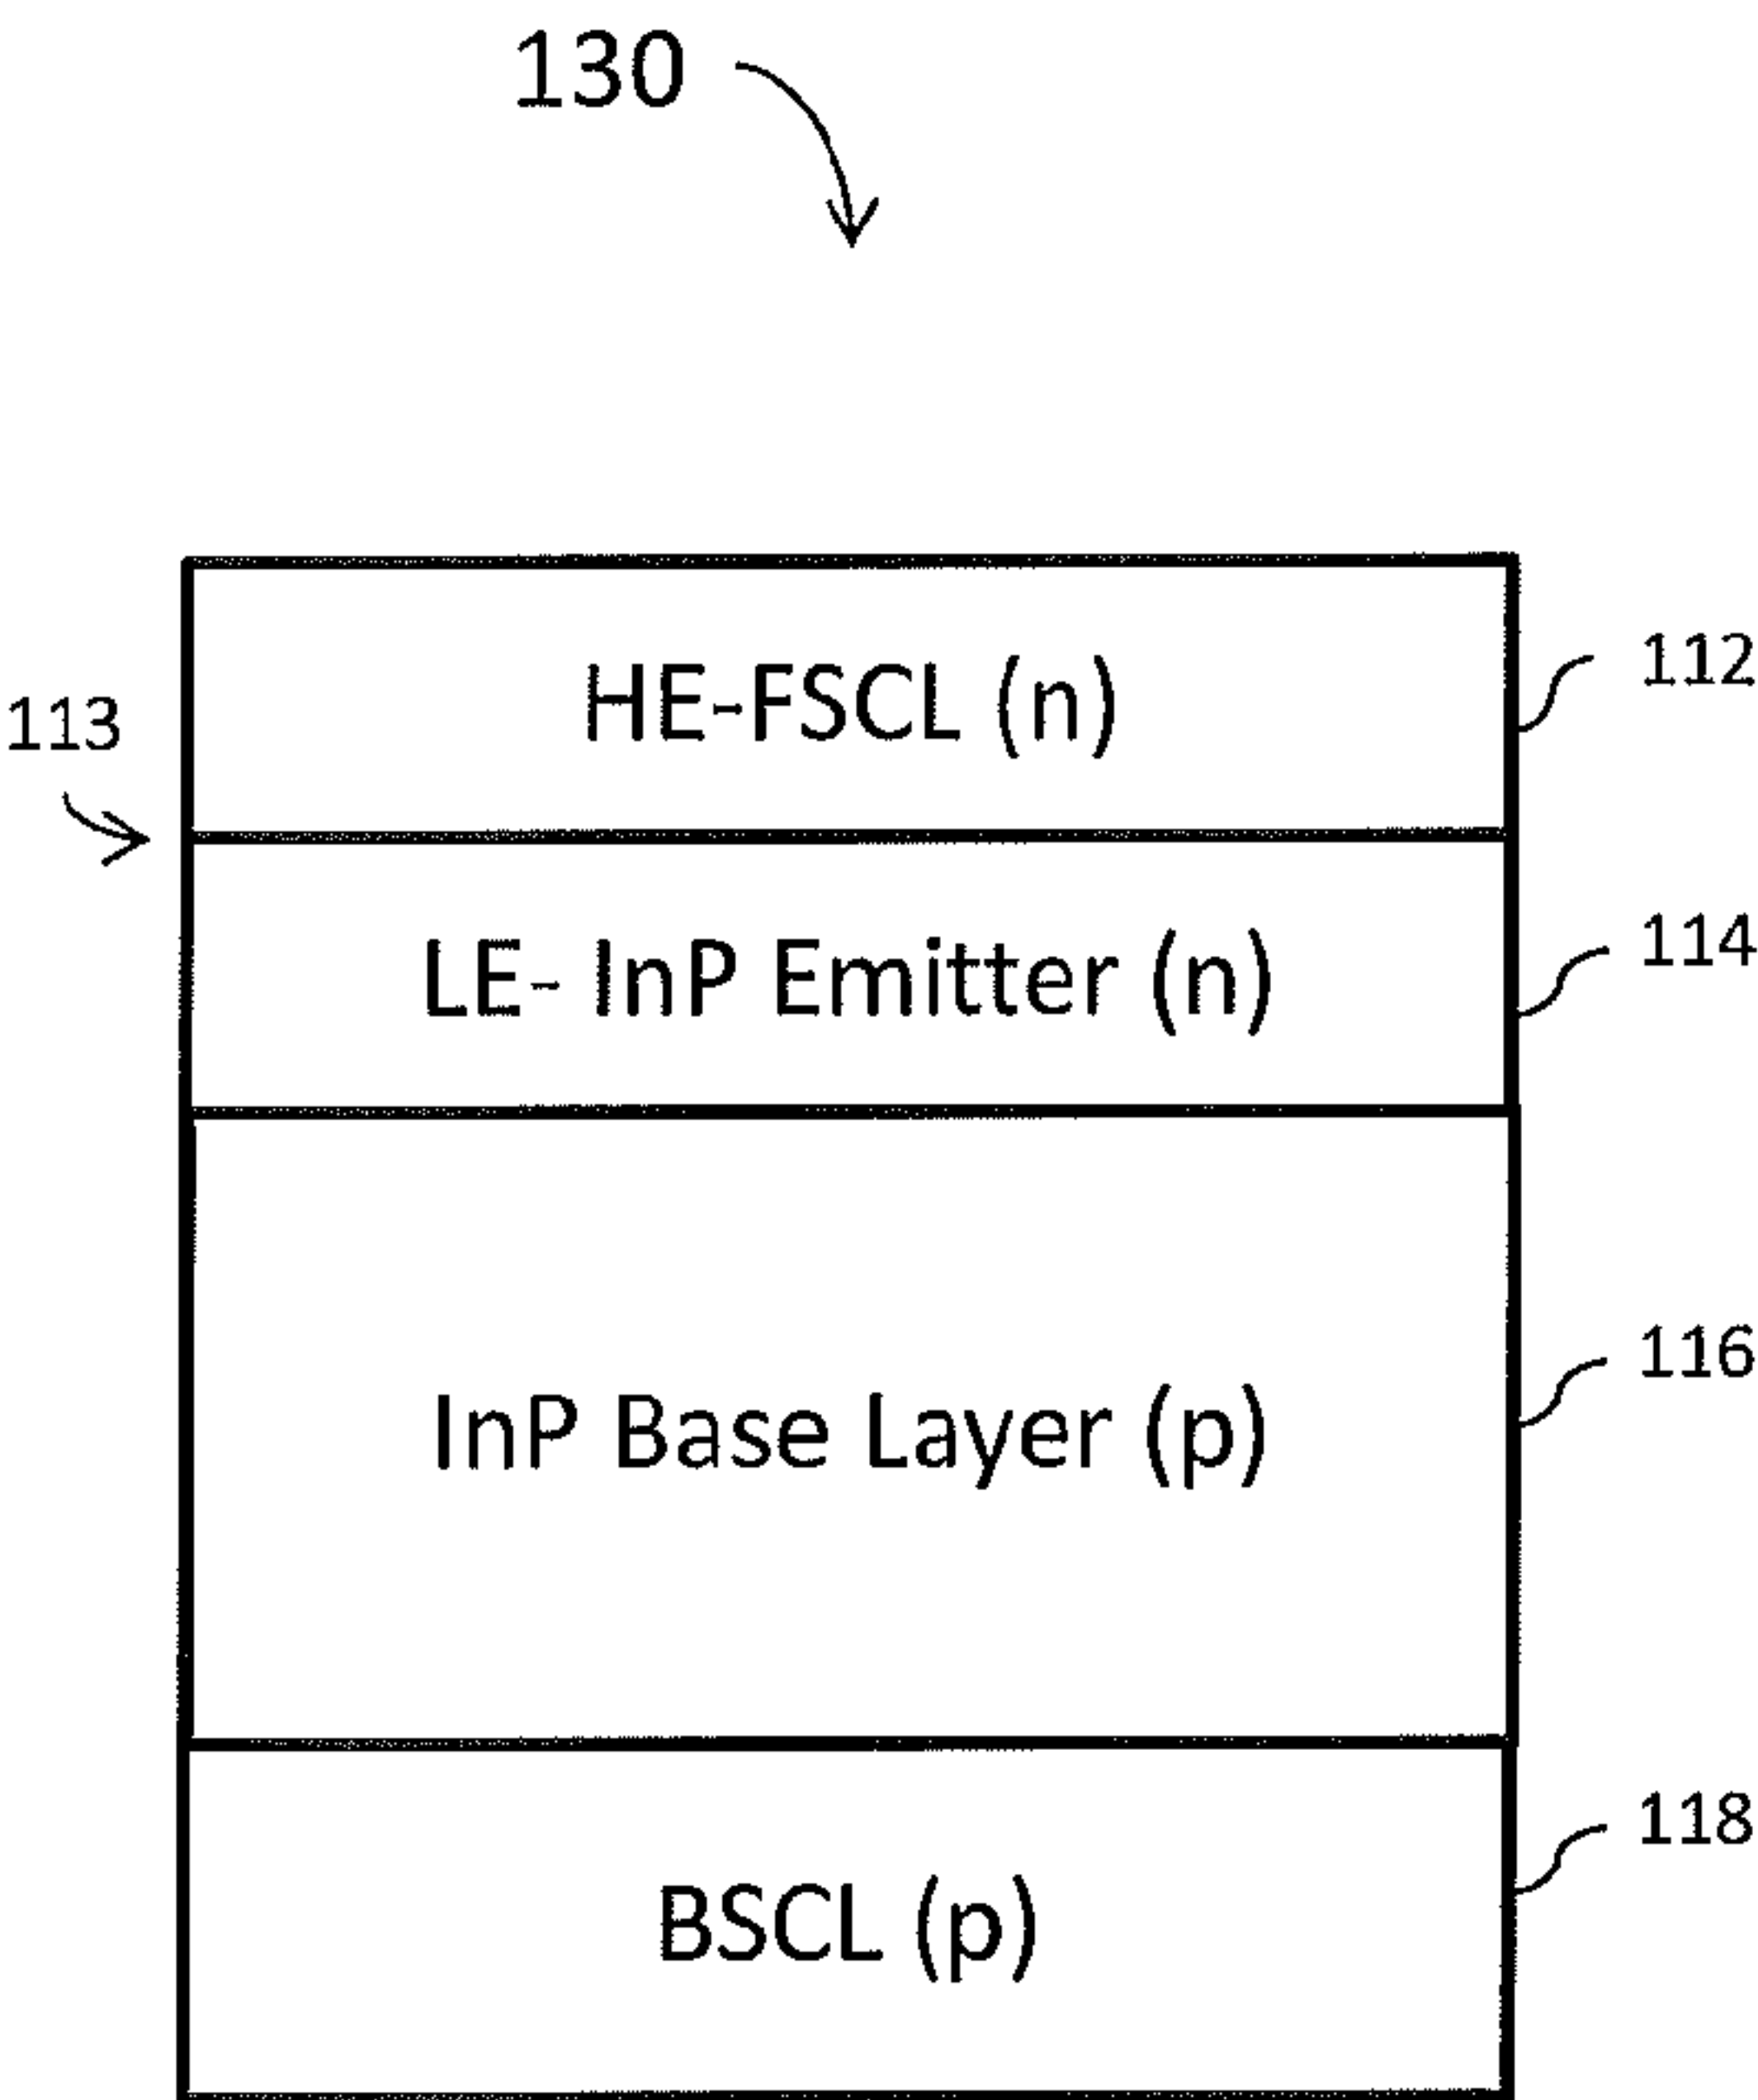 130
HE-FSCL (n)
112
113
LE- InP Emitter (n)
114
InP Base Layer (p)
116
118
BSCL (p)